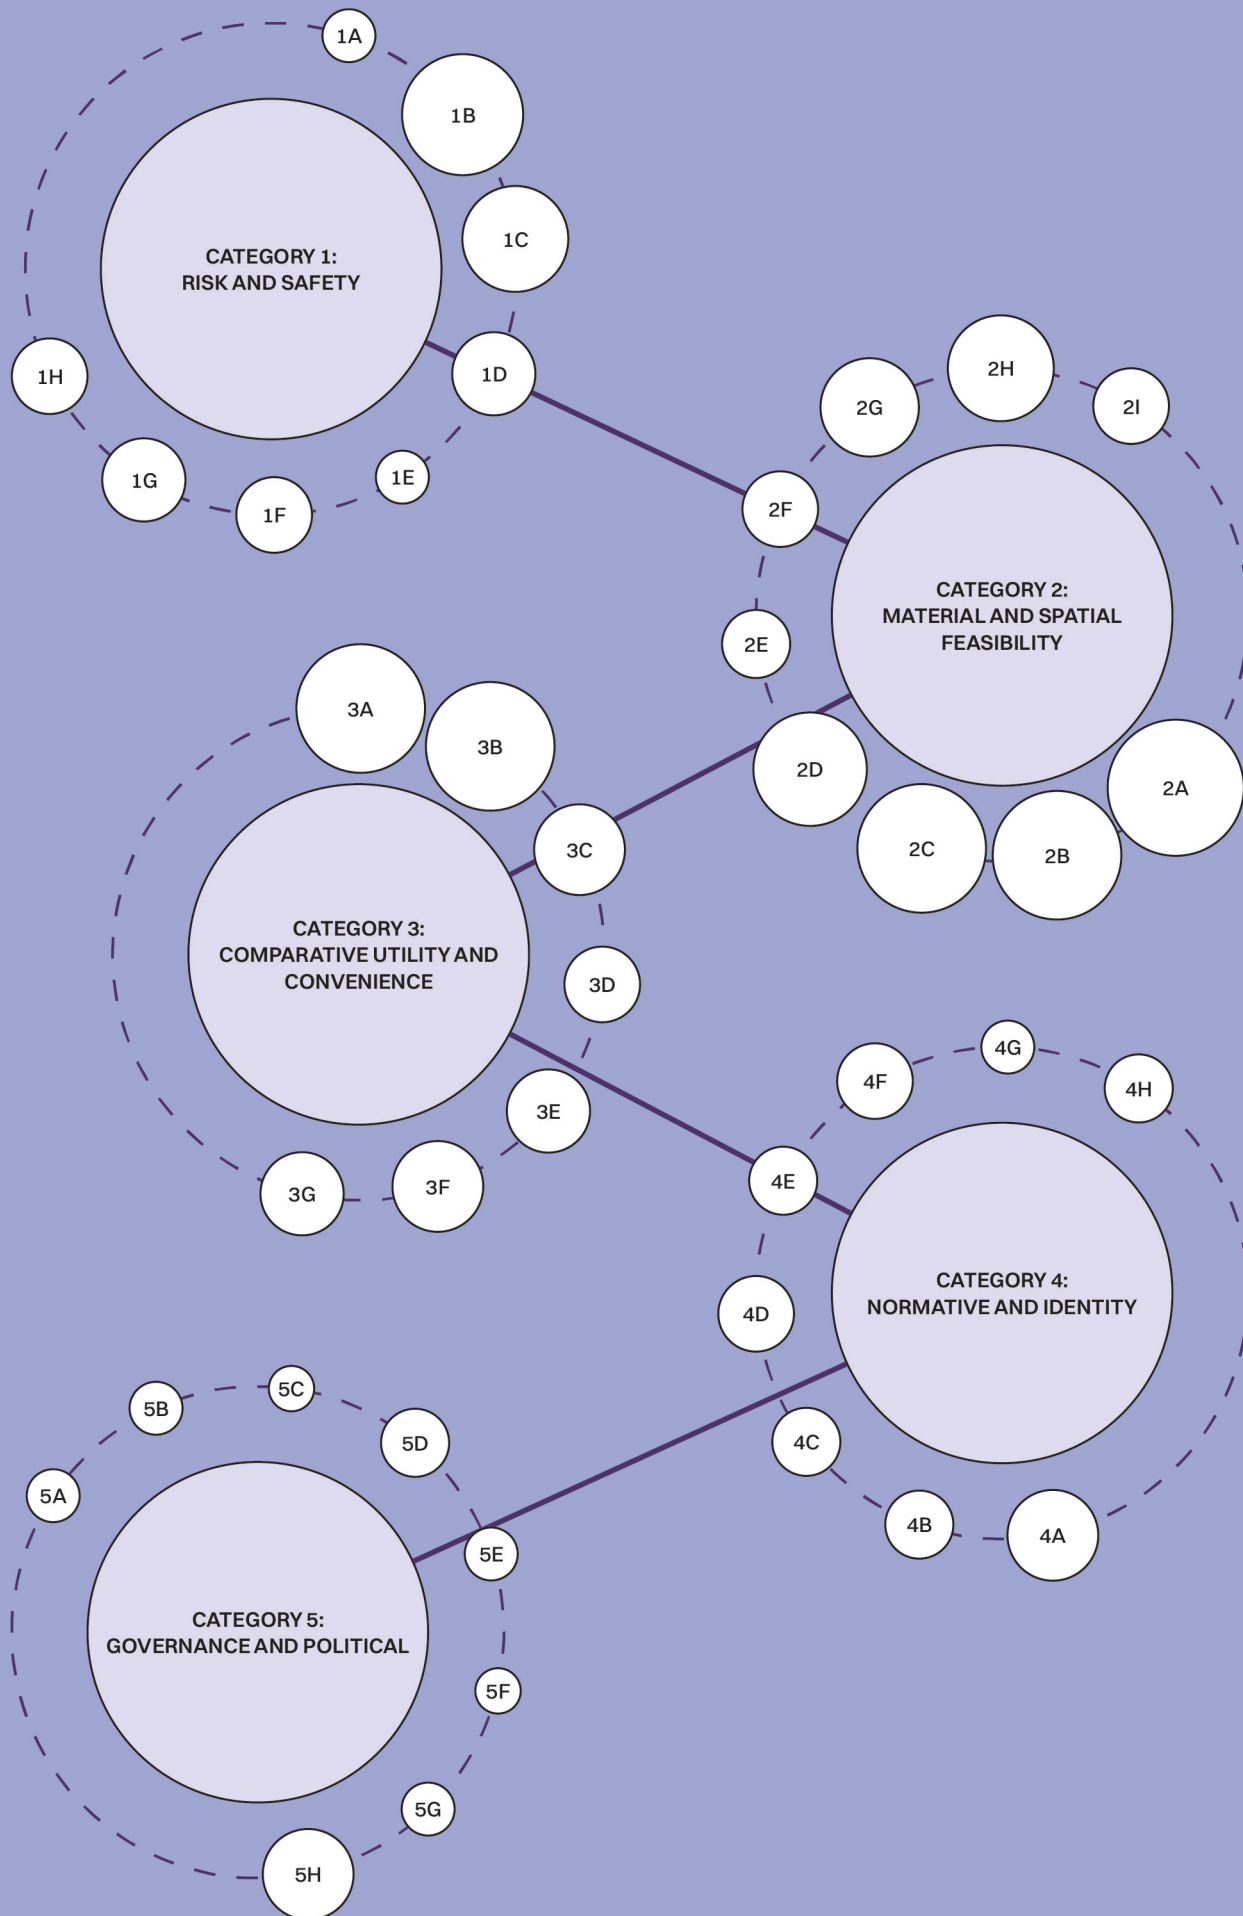 1A
1B
1C
CATEGORY 1:
RISK AND SAFETY
1D
1H
1G
1F
1E
2G
2H
2I
2F
CATEGORY 2:
MATERIAL AND SPATIAL
FEASIBILITY
2E
2D
2C
2B
2A
3A
3B
3C
CATEGORY 3:
COMPARATIVE UTILITY AND
CONVENIENCE
3D
3E
3F
3G
4F
4G
4H
4E
CATEGORY 4:
NORMATIVE AND IDENTITY
4D
4C
4B
4A
5A
5B
5C
5D
5E
CATEGORY 5:
GOVERNANCE AND POLITICAL
5F
5G
5H